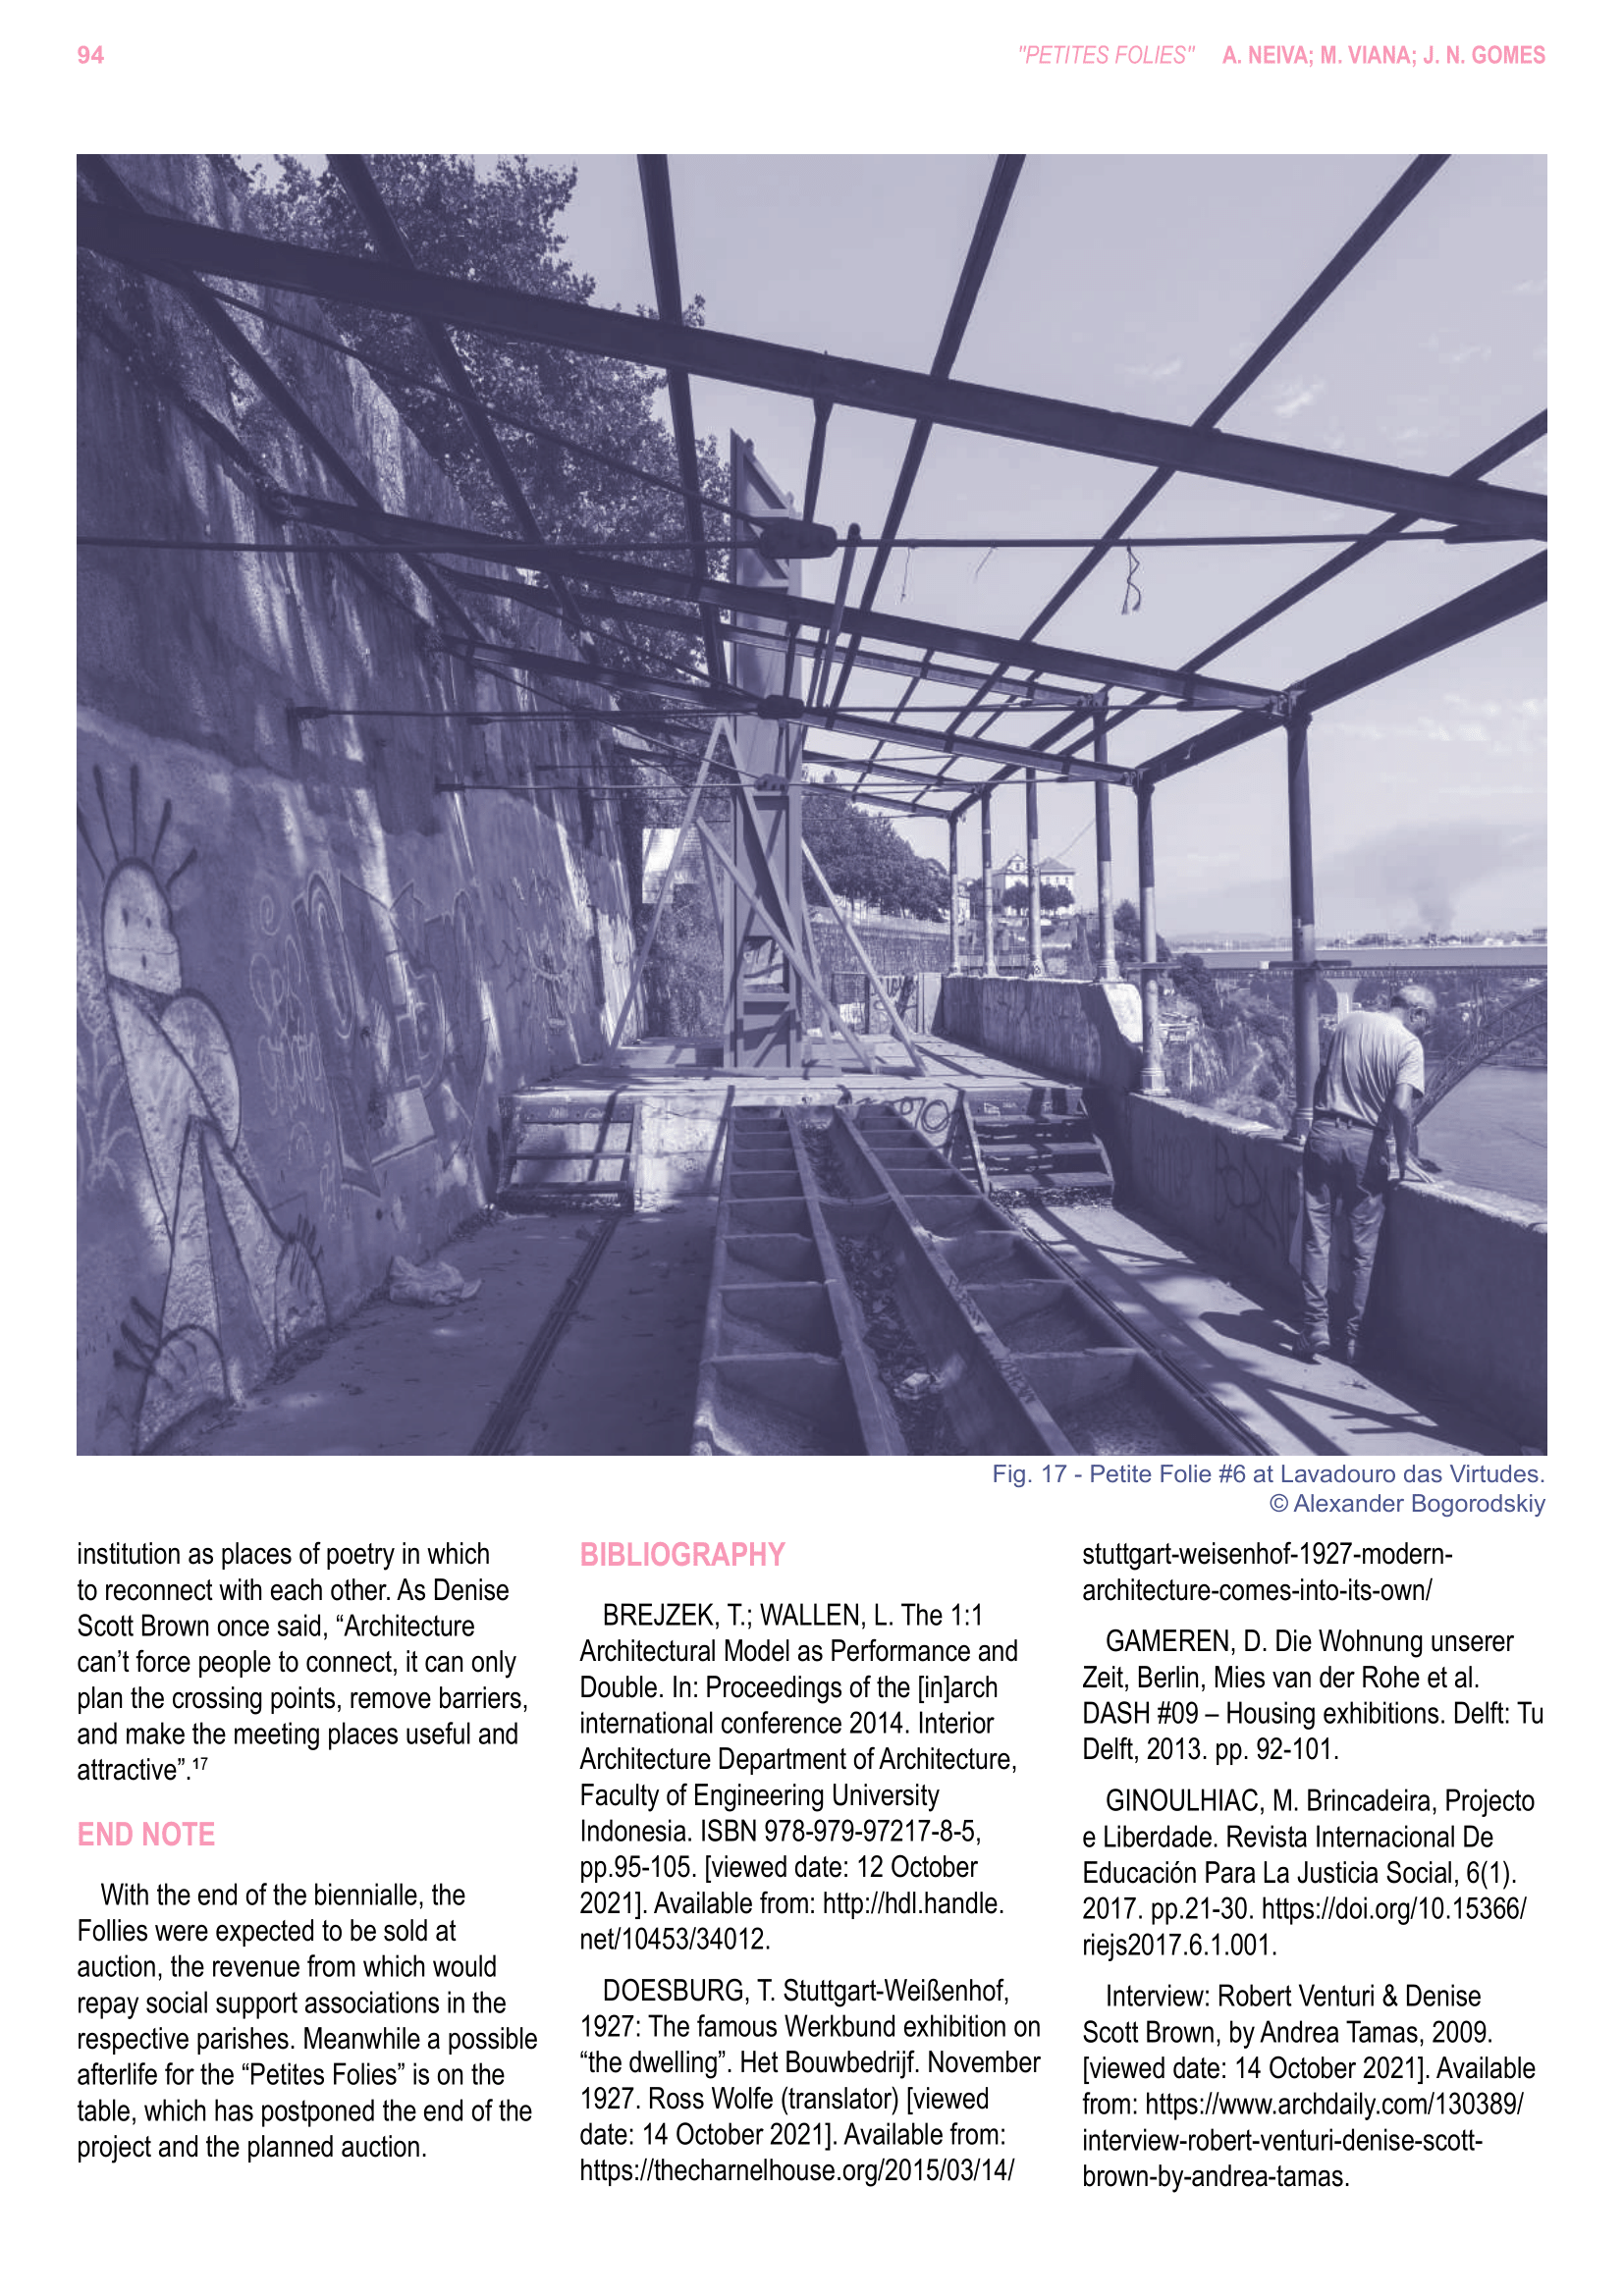 94
"PETITES FOLIES" A. NEIVA; M. VIANA; J. N. GOMES
Fig. 17 - Petite Folie #6 at Lavadouro das Virtudes.
© Alexander Bogorodskiy
institution as places of poetry in which
to reconnect with each other. As Denise
Scott Brown once said, “Architecture
can’t force people to connect, it can only
plan the crossing points, remove barriers,
and make the meeting places useful and
attractive”.¹⁷
END NOTE
With the end of the biennialle, the
Follies were expected to be sold at
auction, the revenue from which would
repay social support associations in the
respective parishes. Meanwhile a possible
afterlife for the “Petites Folies” is on the
table, which has postponed the end of the
project and the planned auction.
BIBLIOGRAPHY
BREJZEK, T.; WALLEN, L. The 1:1
Architectural Model as Performance and
Double. In: Proceedings of the [in]arch
international conference 2014. Interior
Architecture Department of Architecture,
Faculty of Engineering University
Indonesia. ISBN 978-979-97217-8-5,
pp.95-105. [viewed date: 12 October
2021]. Available from: http://hdl.handle.
net/10453/34012.
DOESBURG, T. Stuttgart-Weißenhof,
1927: The famous Werkbund exhibition on
“the dwelling”. Het Bouwbedrijf. November
1927. Ross Wolfe (translator) [viewed
date: 14 October 2021]. Available from:
https://thecharnelhouse.org/2015/03/14/
stuttgart-weisenhof-1927-modern-
architecture-comes-into-its-own/
GAMEREN, D. Die Wohnung unserer
Zeit, Berlin, Mies van der Rohe et al.
DASH #09 – Housing exhibitions. Delft: Tu
Delft, 2013. pp. 92-101.
GINOULHIAC, M. Brincadeira, Projecto
e Liberdade. Revista Internacional De
Educación Para La Justicia Social, 6(1).
2017. pp.21-30. https://doi.org/10.15366/
riejs2017.6.1.001.
Interview: Robert Venturi & Denise
Scott Brown, by Andrea Tamas, 2009.
[viewed date: 14 October 2021]. Available
from: https://www.archdaily.com/130389/
interview-robert-venturi-denise-scott-
brown-by-andrea-tamas.